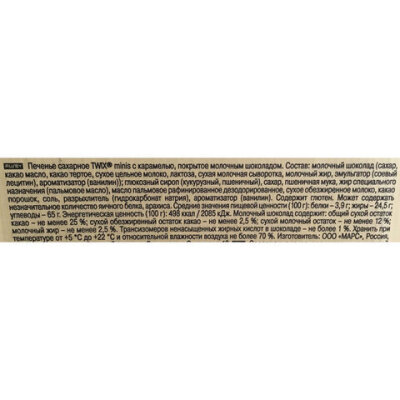 Печенье сахарное TWIX® minis с карамелью, покрытое молочным шоколадом. Состав: молочный шоколад (сахар,
какао масло, какао тертое, сухое цельное молоко, лактоза, сухая молочная сыворотка, молочный жир, эмульгатор (соевый
лецитин), ароматизатор (ванилин)); глюкозный сироп (кукурузный, пшеничный), сахар, пшеничная мука, жир специального
назначения (пальмовое масло), масло пальмовое рафинированное дезодорированное, сухое обезжиренное молоко, какао
порошок, соль, разрыхлитель (гидрокарбонат натрия), ароматизатор (ванилин). Содержит глютен. Может содержать
незначительное количество яичного белка, арахиса. Средние значения пищевой ценности (100 г): белки – 3,9 г; жиры – 24,5 г;
углеводы – 65 г. Энергетическая ценность (100 г): 498 ккал / 2085 кДж. Молочный шоколад содержит: общий сухой остаток
какао – не менее 25 %; сухой обезжиренный остаток какао – не менее 2,5 %; сухой молочный остаток – не менее 12%;
молочный жир – не менее 2,5 %. Трансизомеров ненасыщенных жирных кислот в шоколаде – не более 1 %. Хранить при
температуре от +5 °C до +22 °C и относительной влажности воздуха не более 70 %. Изготовитель: ООО «МАРС», Россия,